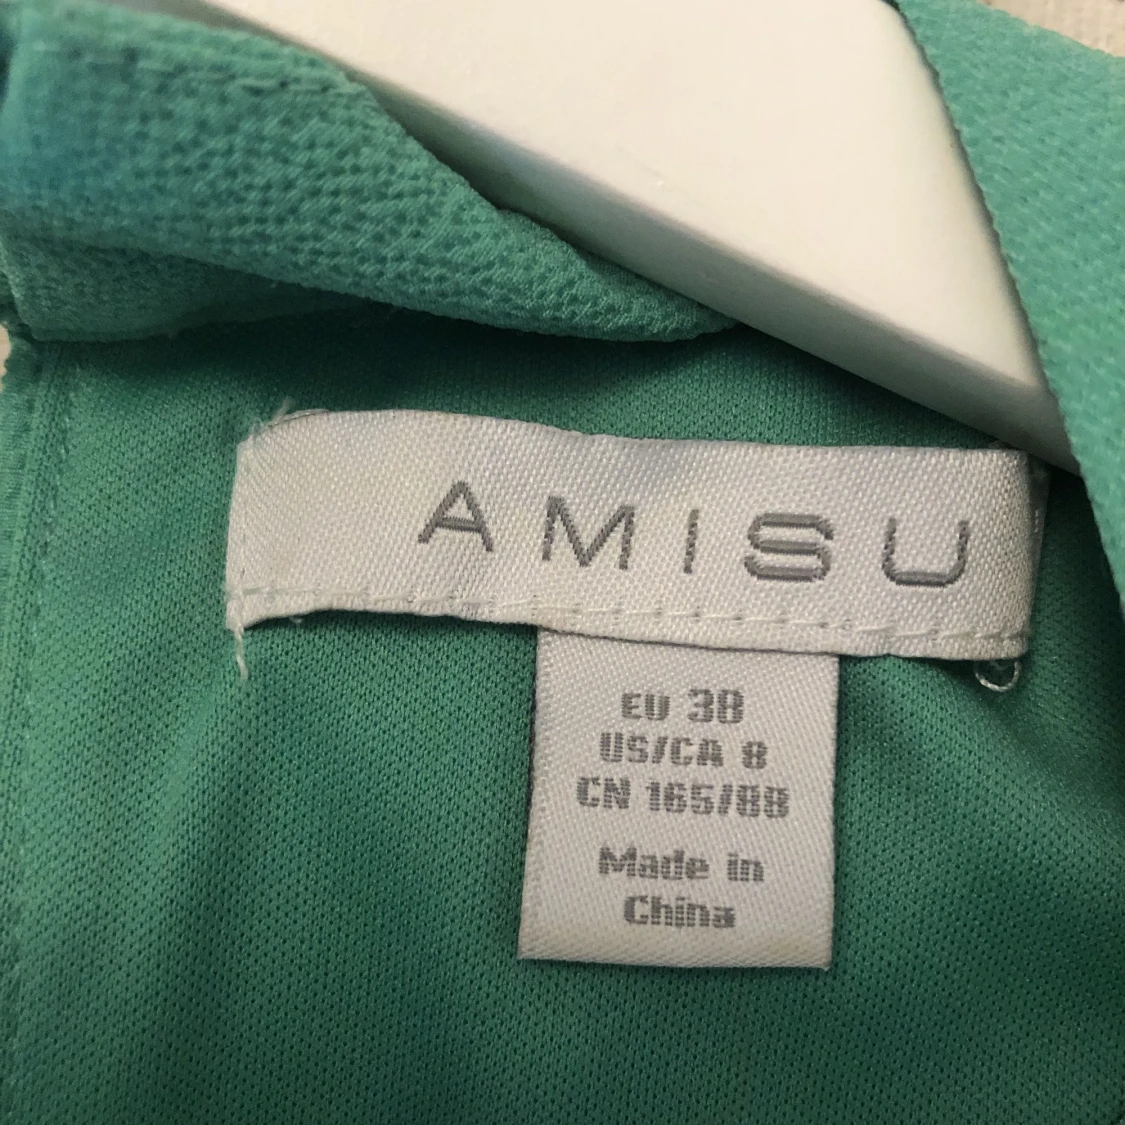 AMISU
EU 38
US/CA 8
CN 165/88
Made in
China